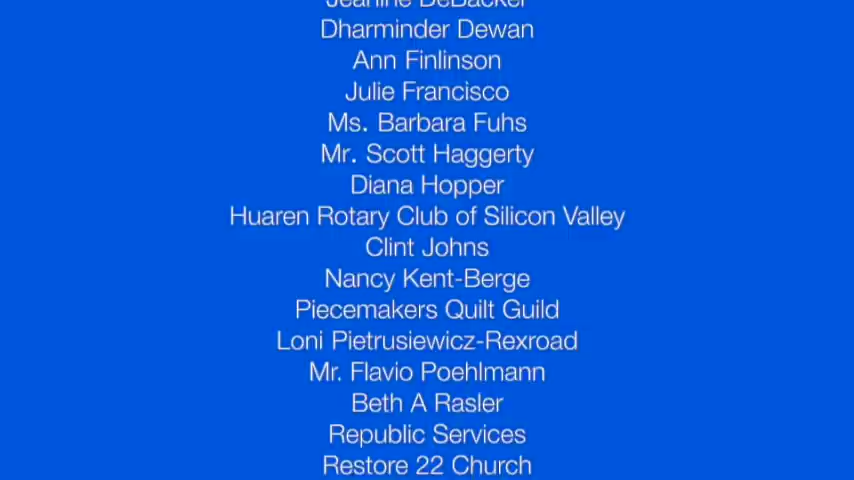 Jeanine DeBacker
Dharminder Dewan
Ann Finlinson
Julie Francisco
Ms. Barbara Fuhs
Mr. Scott Haggerty
Diana Hopper
Huaren Rotary Club of Silicon Valley
Clint Johns
Nancy Kent-Berge
Piecemakers Quilt Guild
Loni Pietrusiewicz-Rexroad
Mr. Flavio Poehlmann
Beth A Rasler
Republic Services
Restore 22 Church